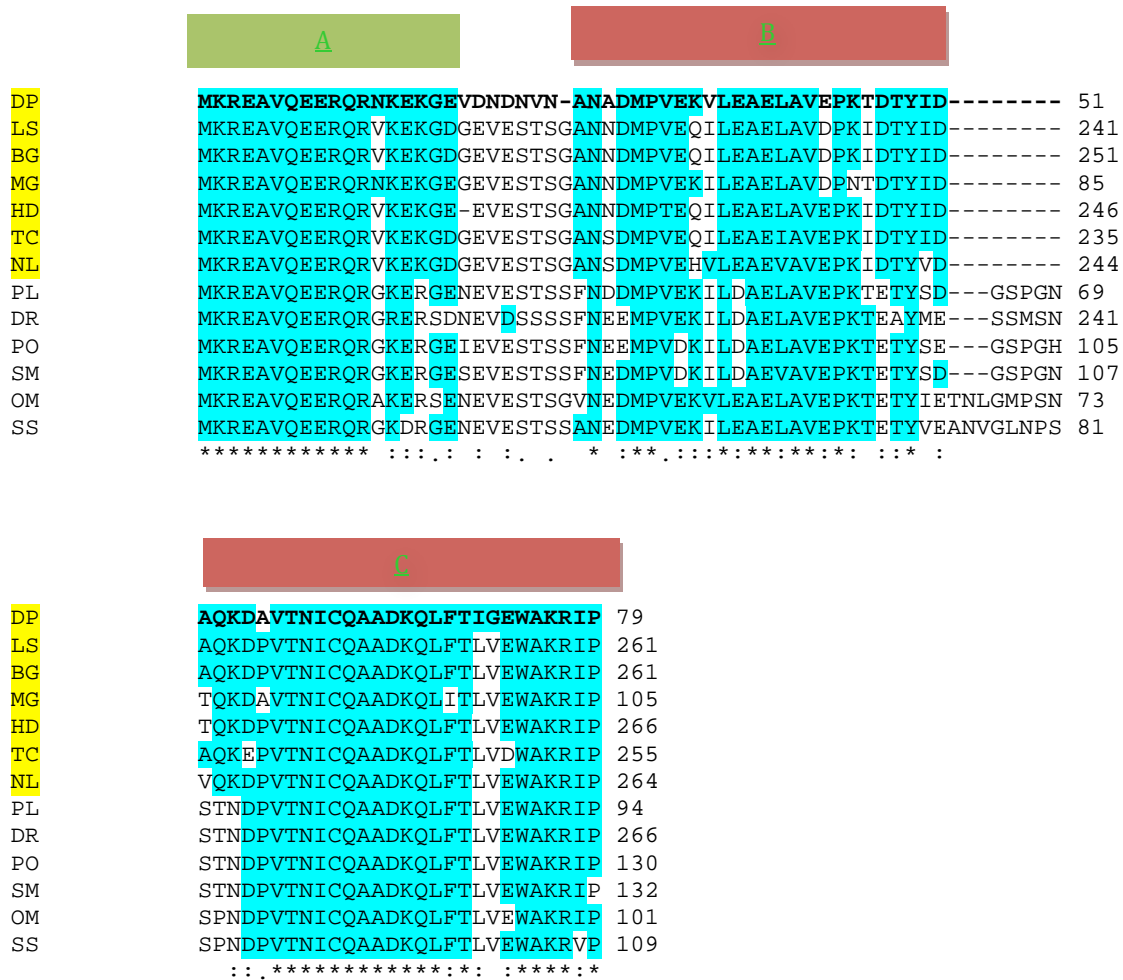 A B
DP MKREAVQEERQRNKEKGEVDNDNVN-ANADMPVEKVLEAELAVEPKTDTYID-------- 51
LS MKREAVQEERQRVKEKGDGEVESTSGANNDMPVEQILEAELAVDPKIDTYID-------- 241
BG MKREAVQEERQRVKEKGDGEVESTSGANNDMPVEQILEAELAVDPKIDTYID-------- 251
MG MKREAVQEERQRNKEKGEGEVESTSGANNDMPVEKILEAELAVDPNTDTYID-------- 85
HD MKREAVQEERQRVKEKGE-EVESTSGANNDMPTEQILEAELAVEPKIDTYID-------- 246
TC MKREAVQEERQRVKEKGDGEVESTSGANSDMPVEQILEAEIAVEPKIDTYID-------- 235
NL MKREAVQEERQRVKEKGDGEVESTSGANSDMPVEHVLEAEVAVEPKIDTYVD-------- 244
PL MKREAVQEERQRGKERGENEVESTSSFNDDMPVEKILDAELAVEPKTETYSD---GSPGN 69
DR MKREAVQEERQRGRERSDNEVDSSSSFNEEMPVEKILDAELAVEPKTEAYME---SSMSN 241
PO MKREAVQEERQRGKERGEIEVESTSSFNEEMPVDKILDAELAVEPKTETYSE---GSPGH 105
SM MKREAVQEERQRGKERGESEVESTSSFNEDMPVDKILDAEVAVEPKTETYSD---GSPGN 107
OM MKREAVQEERQRAKERSENEVESTSGVNEDMPVEKVLEAELAVEPKTETYIETNLGMPSN 73
SS MKREAVQEERQRGKDRGENEVESTSSANEDMPVEKILEAELAVEPKTETYVEANVGLNPS 81
************ :::.: : :. .  * :**.:::*:**:**:*: ::* :
C
DP AQKDAVTNICQAADKQLFTIGEWAKRIP 79
LS AQKDPVTNICQAADKQLFTLVEWAKRIP 261
BG AQKDPVTNICQAADKQLFTLVEWAKRIP 261
MG TQKDAVTNICQAADKQLITLVEWAKRIP 105
HD TQKDPVTNICQAADKQLFTLVEWAKRIP 266
TC AQKEPVTNICQAADKQLFTLVDWAKRIP 255
NL VQKDPVTNICQAADKQLFTLVEWAKRIP 264
PL STNDPVTNICQAADKQLFTLVEWAKRIP 94
DR STNDPVTNICQAADKQLFTLVEWAKRIP 266
PO STNDPVTNICQAADKQLFTLVEWAKRIP 130
SM STNDPVTNICQAADKQLFTLVEWAKRIP 132
OM SPNDPVTNICQAADKQLFTLVEWAKRIP 101
SS SPNDPVTNICQAADKQLFTLVEWAKRVP 109
::.************:*: :****:*